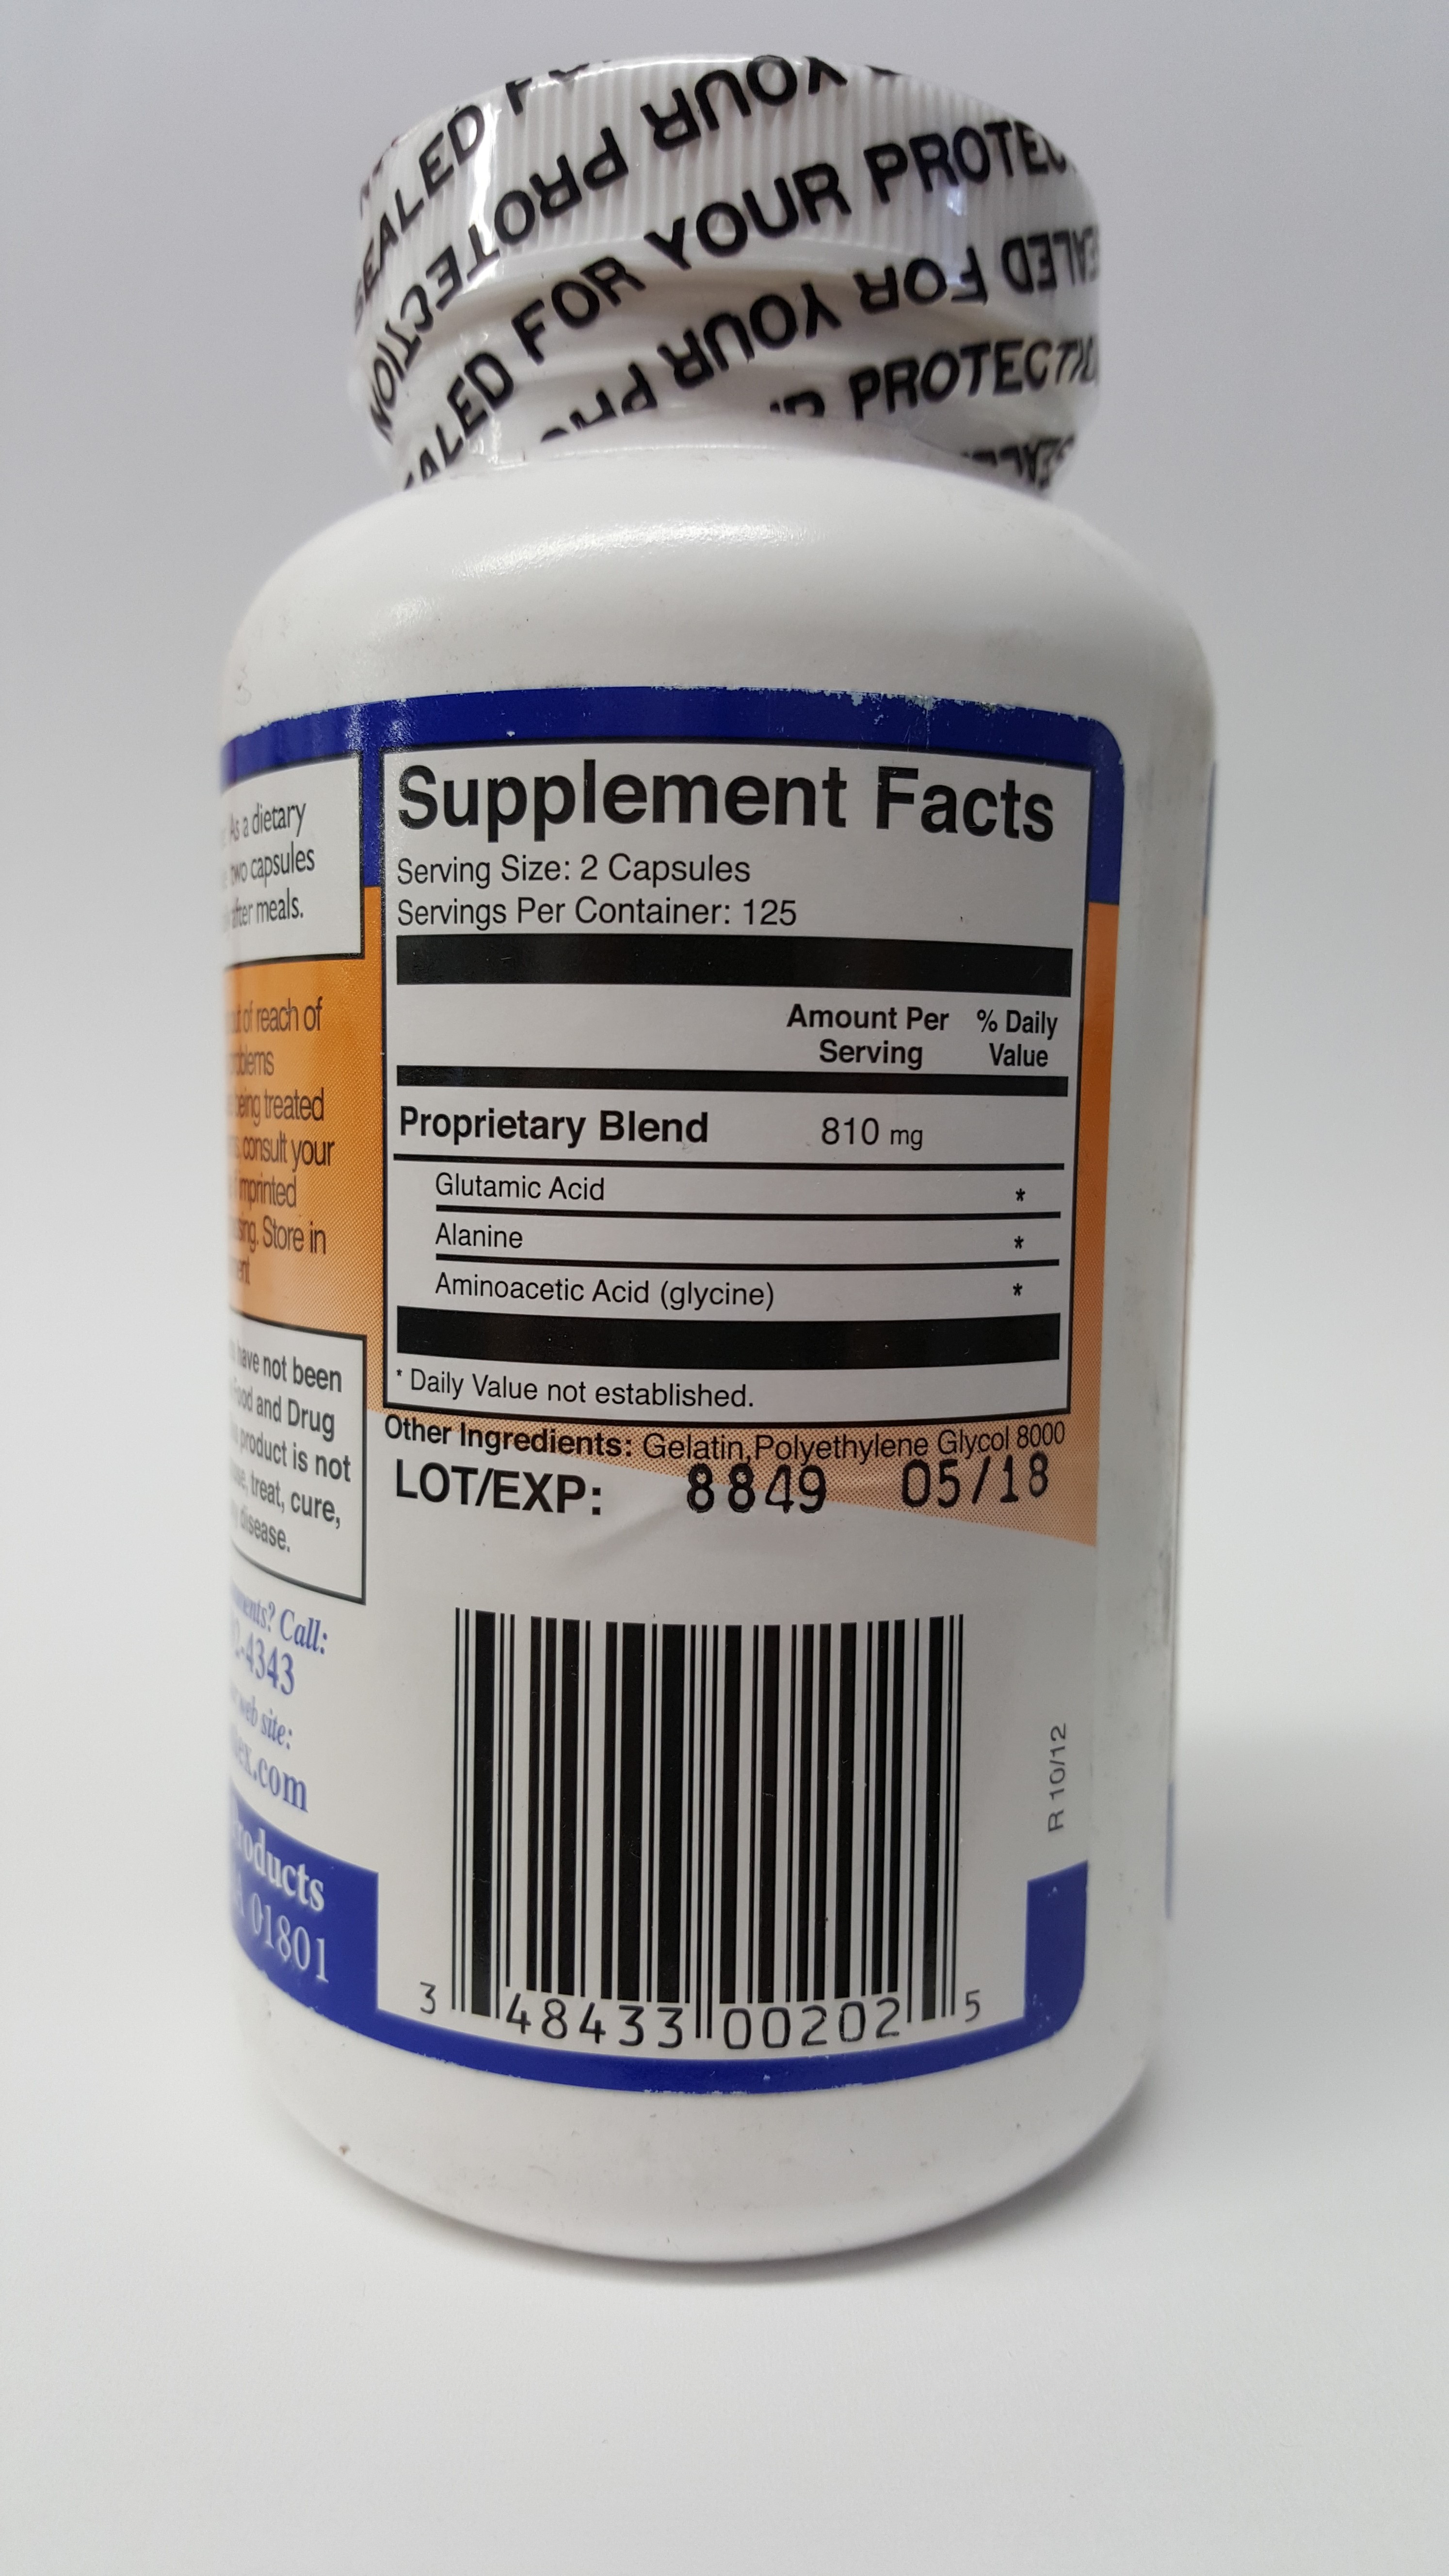 SEALED
YOUR PROTECTION
SEALED FOR YOUR
YOUR FOR SEALED
PROTECTION
As a dietary
two capsules
after meals.
of reach of
being treated
consult your
imprinted
Store in
have not been
Food and Drug
product is not
treat, cure,
disease.
Call:
-4343
web site:
.com
Products
01801
Supplement Facts
Serving Size: 2 Capsules
Servings Per Container: 125
Amount Per % Daily
Serving Value
Proprietary Blend 810 mg
Glutamic Acid *
Alanine *
Aminoacetic Acid (glycine) *
* Daily Value not established.
Other Ingredients: Gelatin, Polyethylene Glycol 8000
LOT/EXP: 8849 05/18
R 10/12
3 48433 00202 5